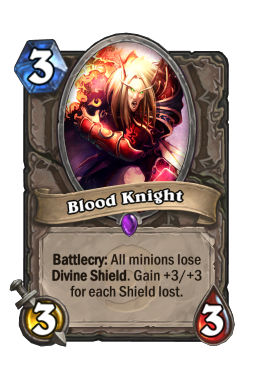 3
Blood Knight
Battlecry: All minions lose
Divine Shield. Gain +3/+3
for each Shield lost.
3
3